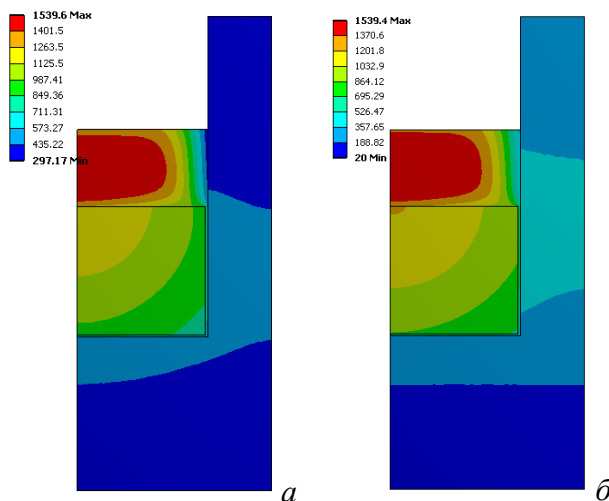 1539.6 Max
1401.5
1263.5
1125.5
987.41
849.36
711.31
573.27
435.22
297.17 Min
а
1539.4 Max
1370.6
1201.8
1032.9
864.12
695.29
526.47
357.65
188.82
20 Min
б